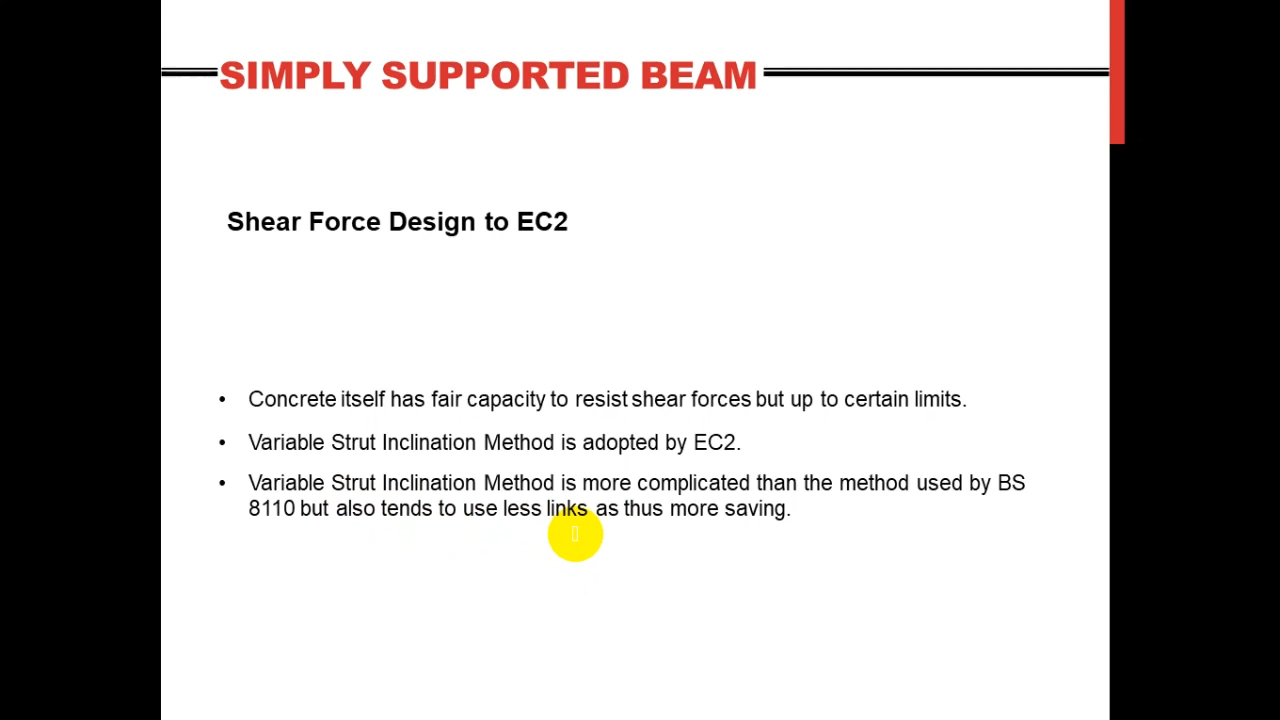 SIMPLY SUPPORTED BEAM
Shear Force Design to EC2
• Concrete itself has fair capacity to resist shear forces but up to certain limits.
• Variable Strut Inclination Method is adopted by EC2.
• Variable Strut Inclination Method is more complicated than the method used by BS
8110 but also tends to use less links as thus more saving.